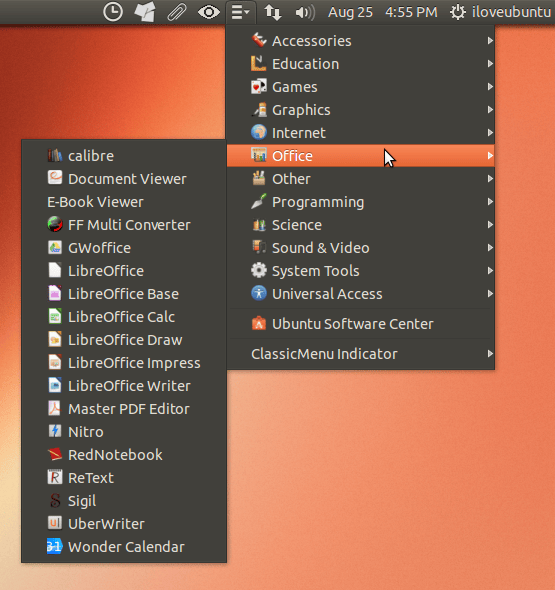 Aug 25 4:55 PM iloveubuntu
Accessories
Education
Games
Graphics
Internet
Office
Other
Programming
Science
Sound & Video
System Tools
Universal Access
Ubuntu Software Center
ClassicMenu Indicator
calibre
Document Viewer
E-Book Viewer
FF Multi Converter
GWoffice
LibreOffice
LibreOffice Base
LibreOffice Calc
LibreOffice Draw
LibreOffice Impress
LibreOffice Writer
Master PDF Editor
Nitro
RedNotebook
ReText
Sigil
UberWriter
Wonder Calendar